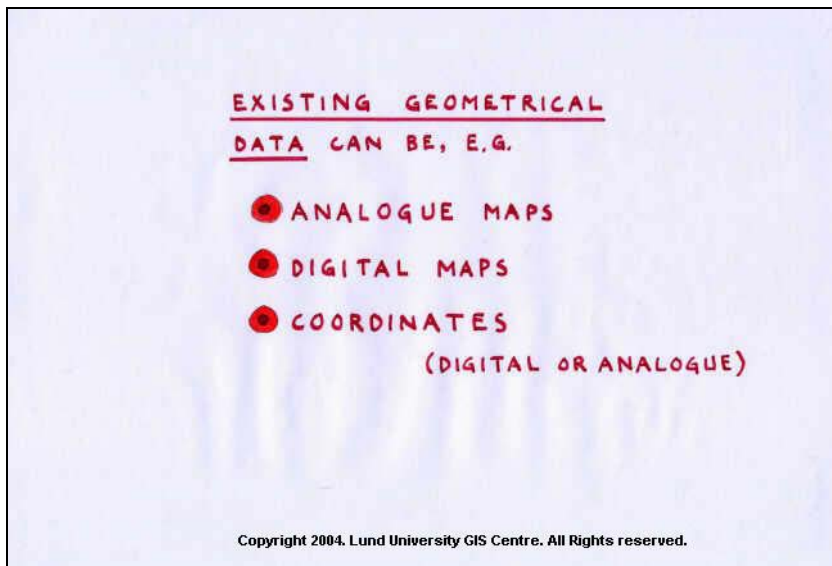 EXISTING GEOMETRICAL
DATA CAN BE, E.G.
ANALOGUE MAPS
DIGITAL MAPS
COORDINATES
(DIGITAL OR ANALOGUE)
Copyright 2004. Lund University GIS Centre. All Rights reserved.